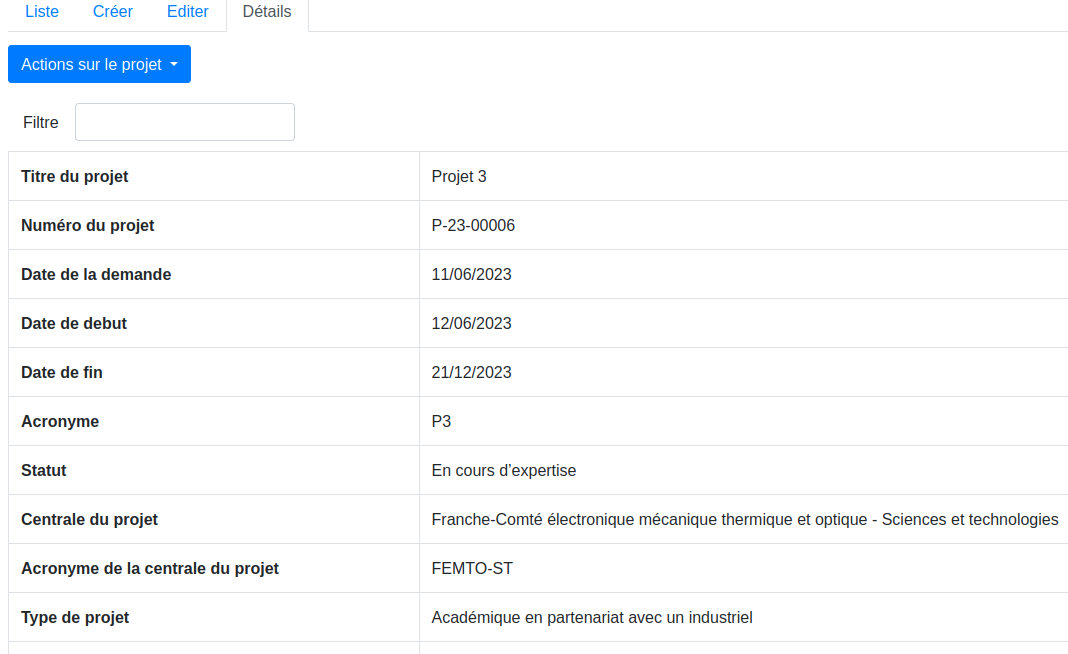 Liste Créer Editer Détails
Actions sur le projet
Filtre
Titre du projet Projet 3
Numéro du projet P-23-00006
Date de la demande 11/06/2023
Date de debut 12/06/2023
Date de fin 21/12/2023
Acronyme P3
Statut En cours d’expertise
Centrale du projet Franche-Comté électronique mécanique thermique et optique - Sciences et technologies
Acronyme de la centrale du projet FEMTO-ST
Type de projet Académique en partenariat avec un industriel